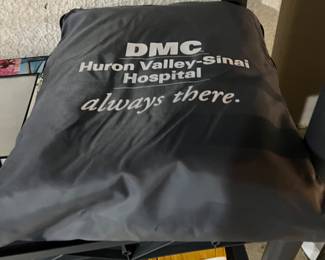 DMC
Huron Valley-Sinai
Hospital
always there.